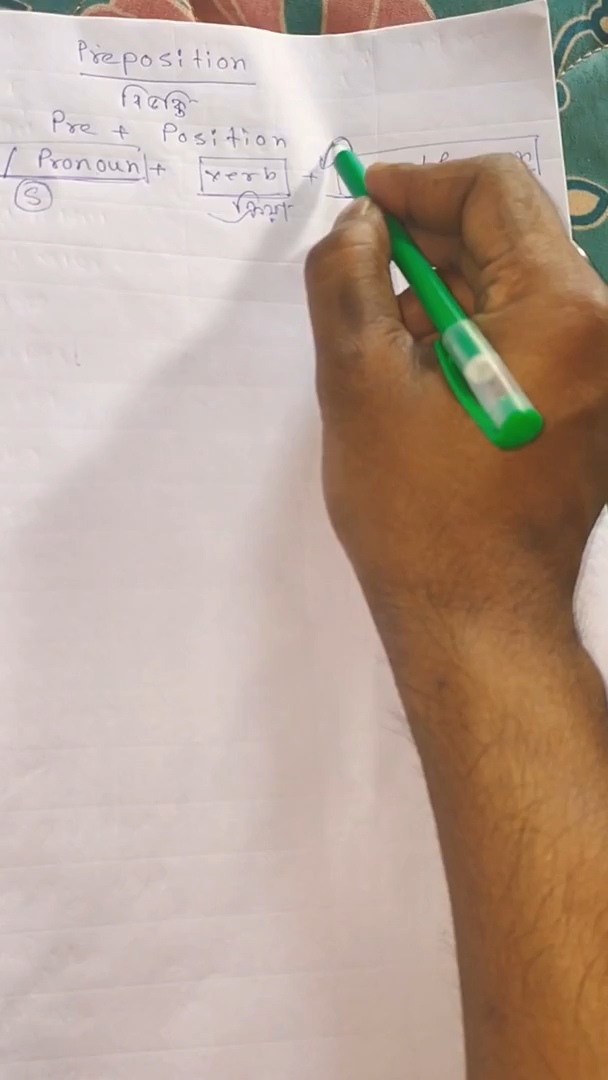 Preposition
বিভক্তি
Pre + Position
/ Pronoun + verb +
S ক্রিয়া